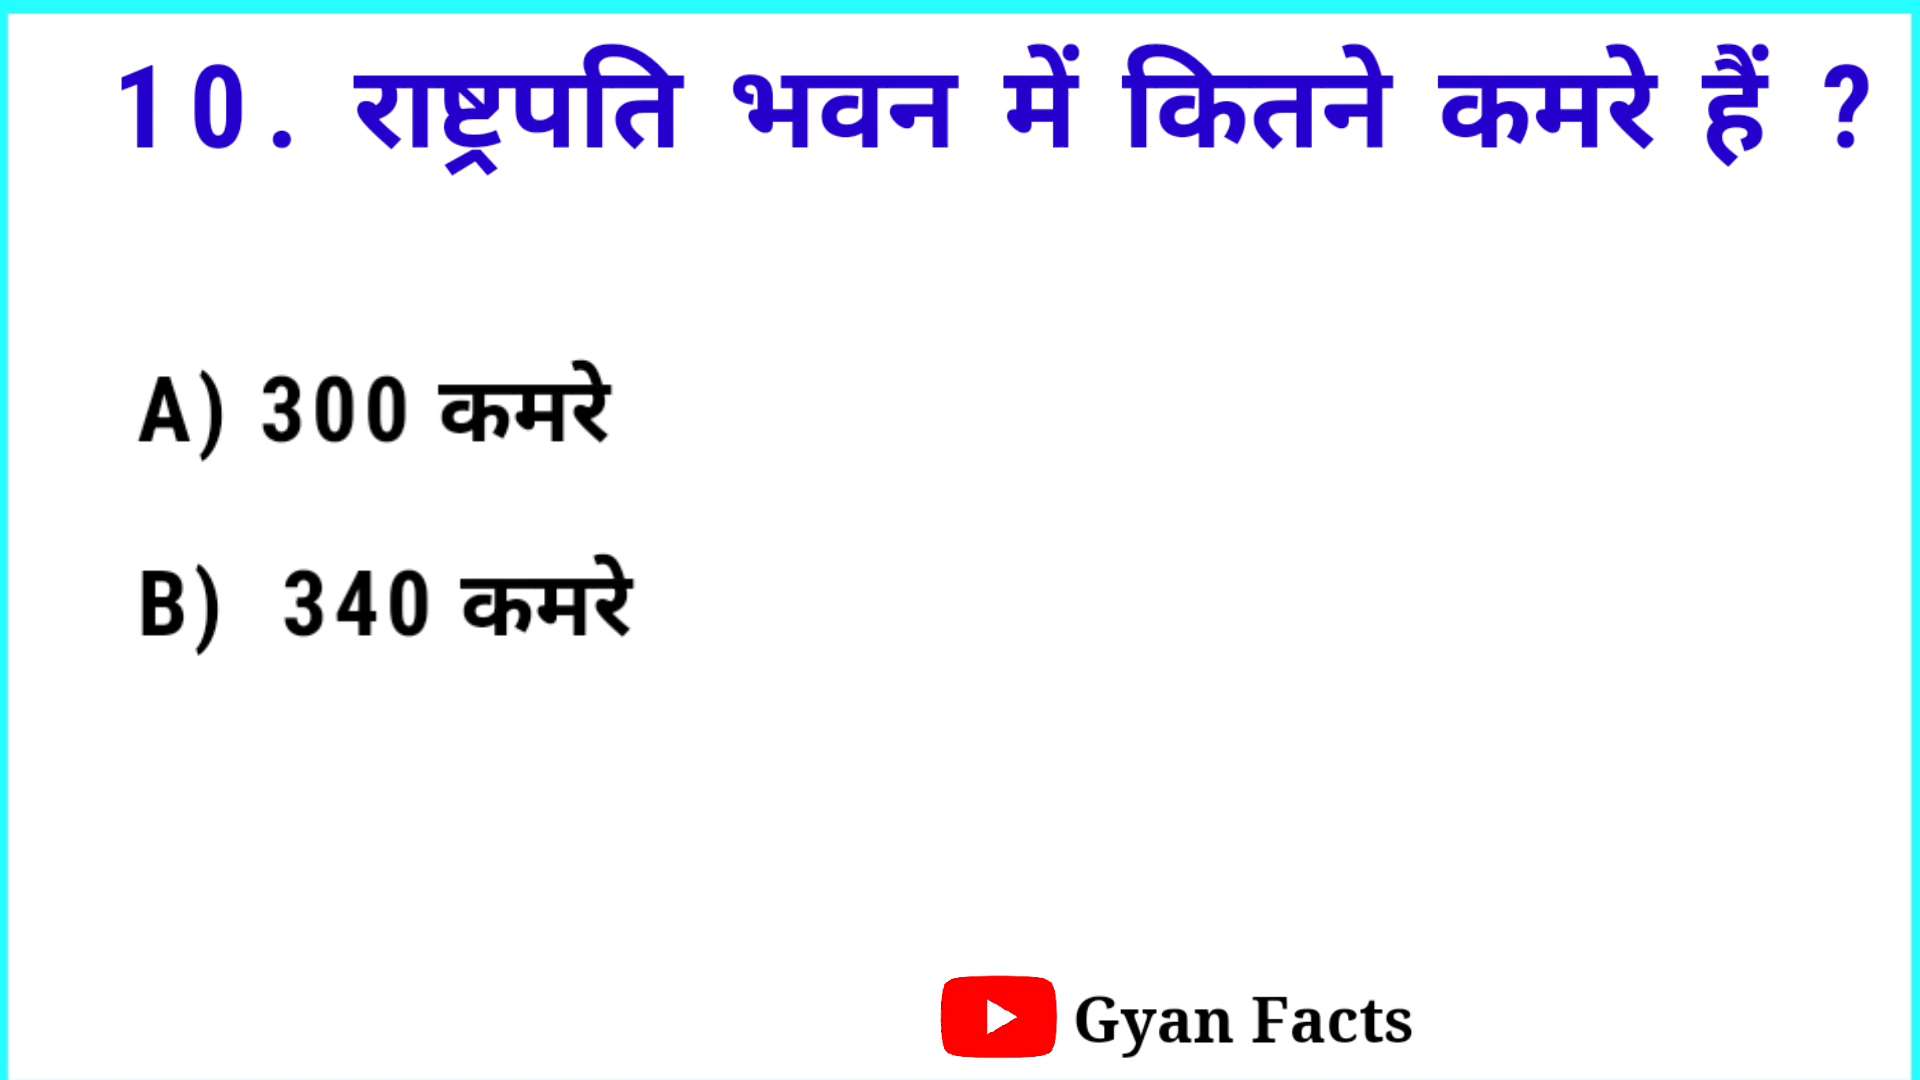 10. राष्ट्रपति भवन में कितने कमरे हैं ?
A) 300 कमरे
B) 340 कमरे
Gyan Facts